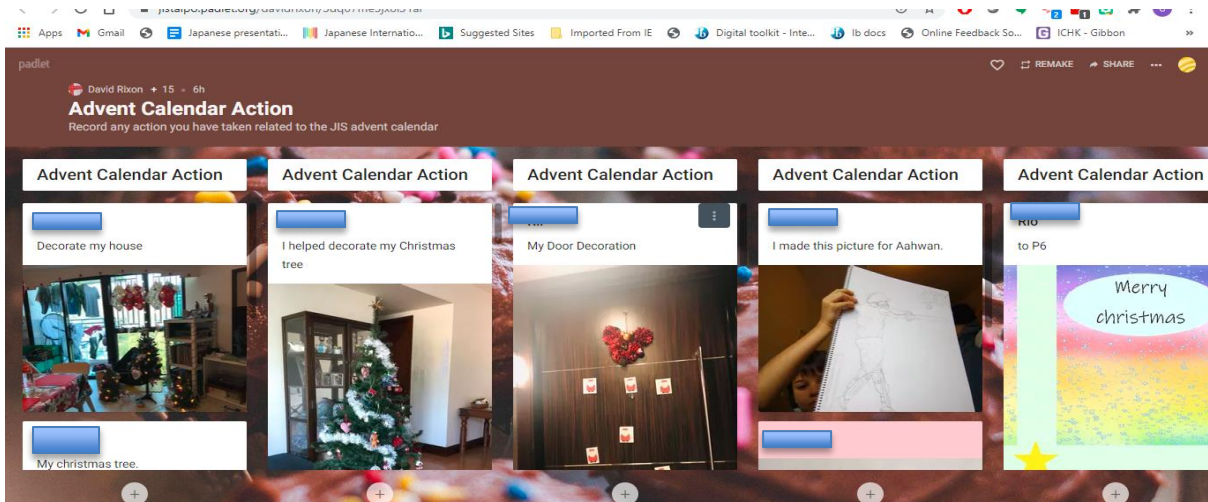 Apps
Gmail
Japanese presentati...
Japanese Internatio...
Suggested Sites
Imported From IE
Digital toolkit - Inte...
Ib docs
Online Feedback So...
ICHK - Gibbon
»
padlet
REMAKE
SHARE
David Rixon + 15 • 6h
Advent Calendar Action
Record any action you have taken related to the JIS advent calendar
Advent Calendar Action
Decorate my house
My christmas tree.
Advent Calendar Action
I helped decorate my Christmas
tree
Advent Calendar Action
My Door Decoration
Advent Calendar Action
I made this picture for Aahwan.
Advent Calendar Action
to P6
Merry
christmas